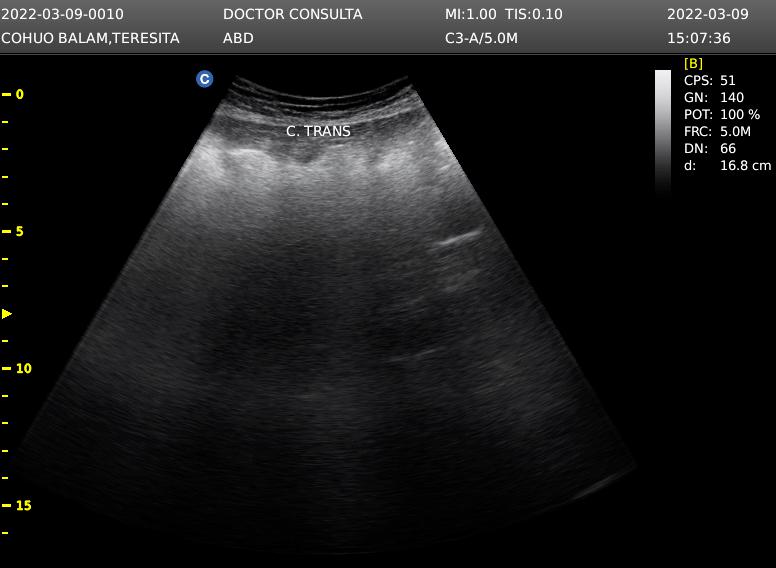 2022-03-09-0010 DOCTOR CONSULTA MI:1.00 TIS:0.10 2022-03-09
COHUO BALAM,TERESITA ABD C3-A/5.0M 15:07:36
C
[B]
CPS: 51
GN: 140
POT: 100 %
FRC: 5.0M
DN: 66
d: 16.8 cm
C. TRANS
0
5
10
15